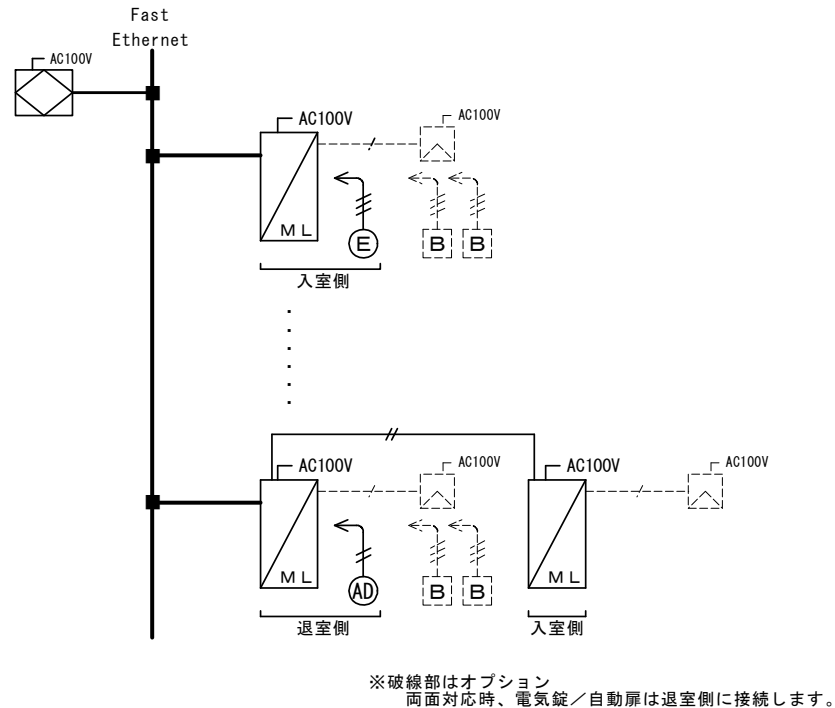 Fast
Ethernet
AC100V
AC100V
AC100V
ML
E
B
B
入室側
AC100V
AC100V
AC100V
AC100V
ML
AD
B
B
ML
退室側
入室側
※破線部はオプション
両面対応時、電気錠／自動扉は退室側に接続します。